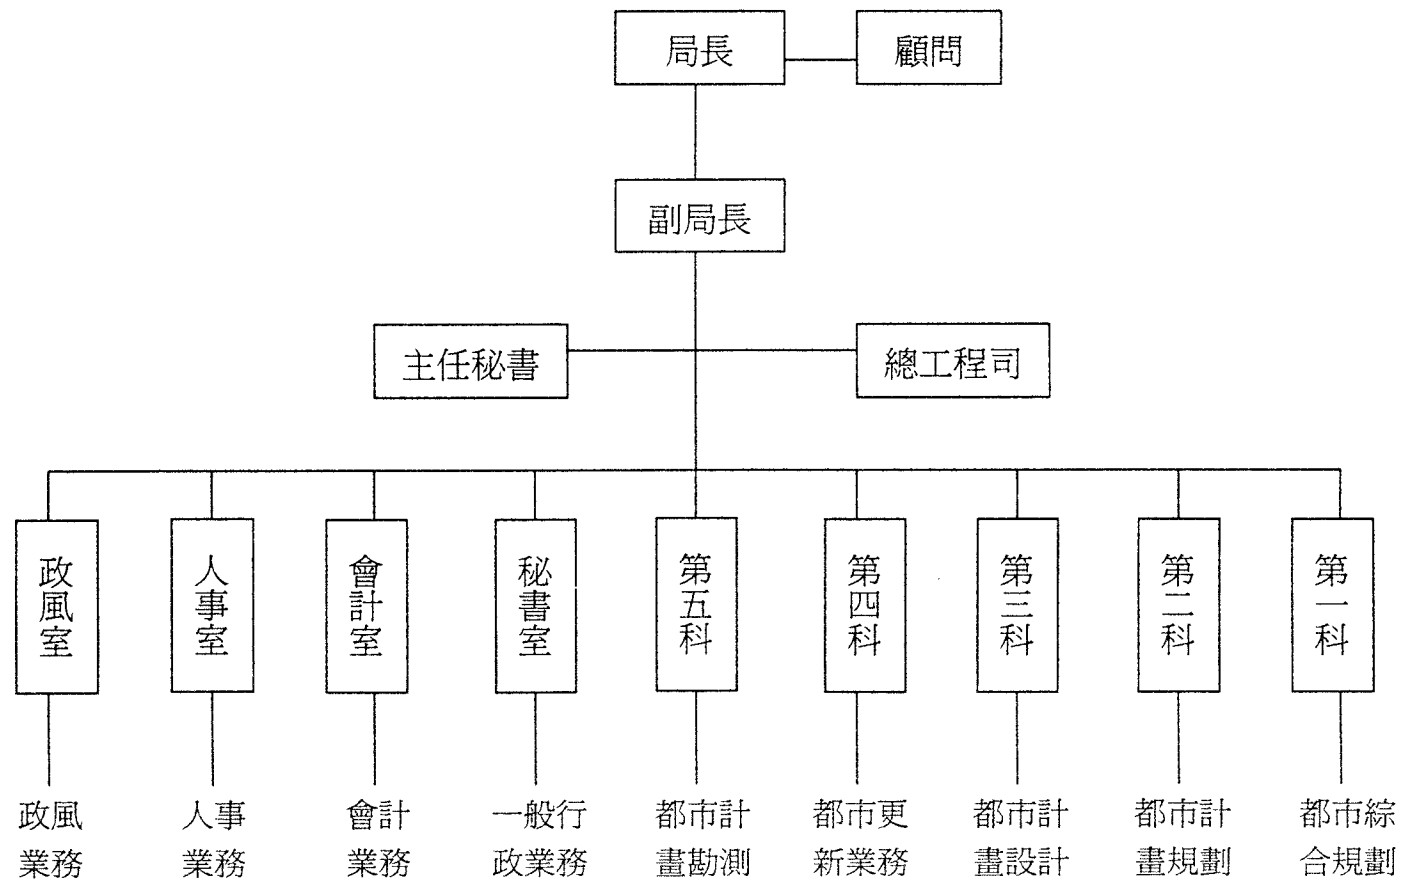 局長
顧問
副局長
主任秘書
總工程司
政風室
人事室
會計室
秘書室
第五科
第四科
第三科
第二科
第一科
政風
業務
人事
業務
會計
業務
一般行
政業務
都市計
畫勘測
都市更
新業務
都市計
畫設計
都市計
畫規劃
都市綜
合規劃